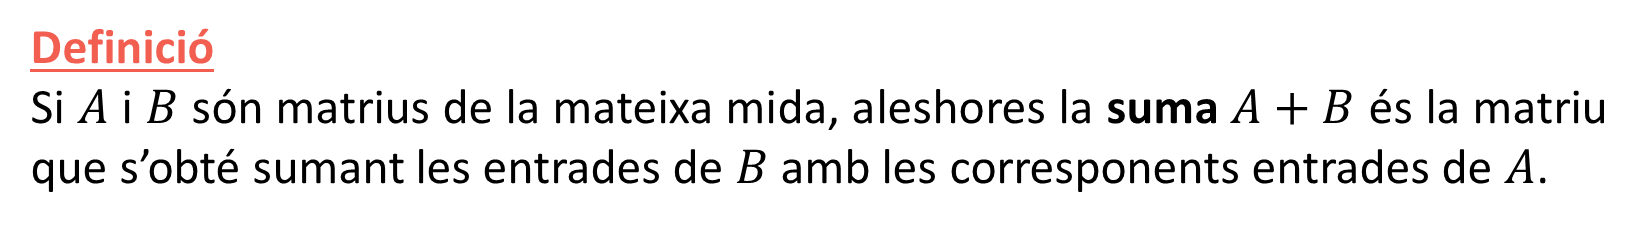 Definició
Si A i B són matrius de la mateixa mida, aleshores la suma A + B és la matriu
que s’obté sumant les entrades de B amb les corresponents entrades de A.